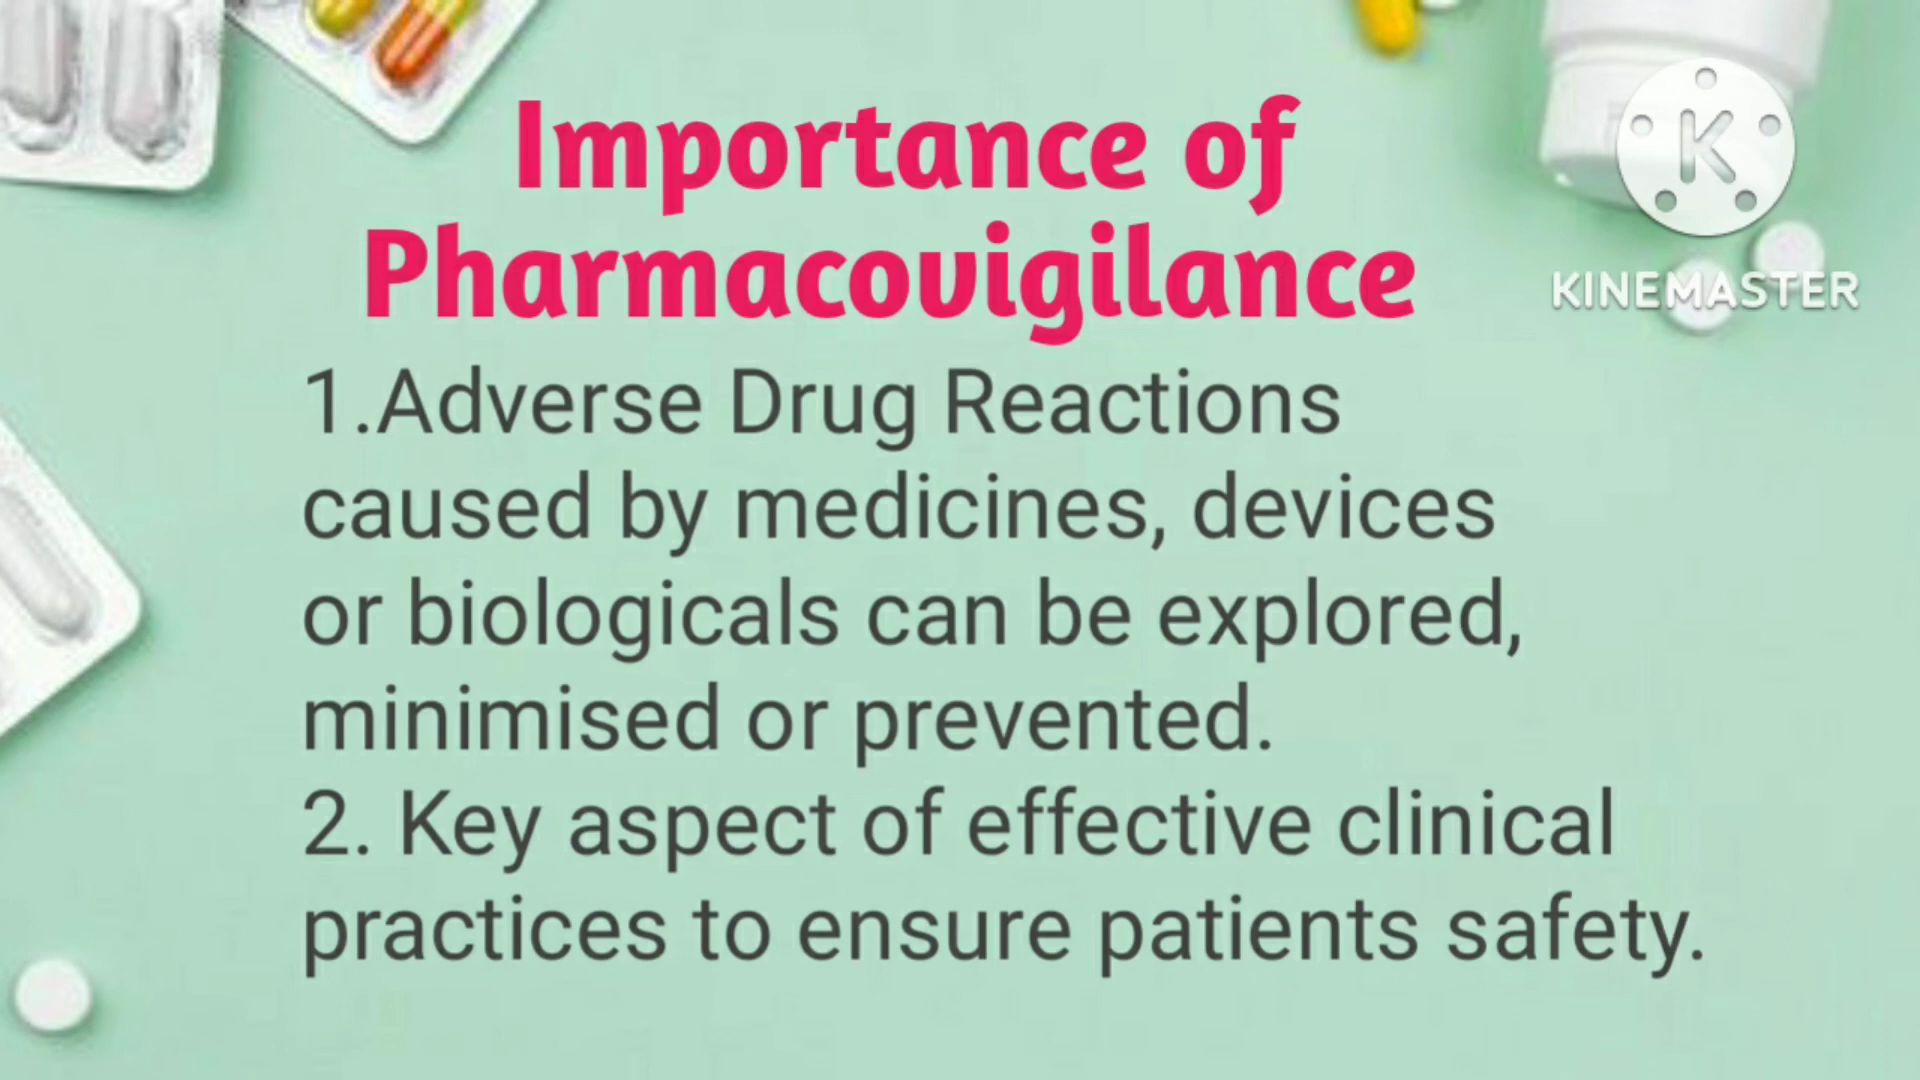 Importance of
Pharmacovigilance
K
KINEMASTER
1.Adverse Drug Reactions
caused by medicines, devices
or biologicals can be explored,
minimised or prevented.
2. Key aspect of effective clinical
practices to ensure patients safety.